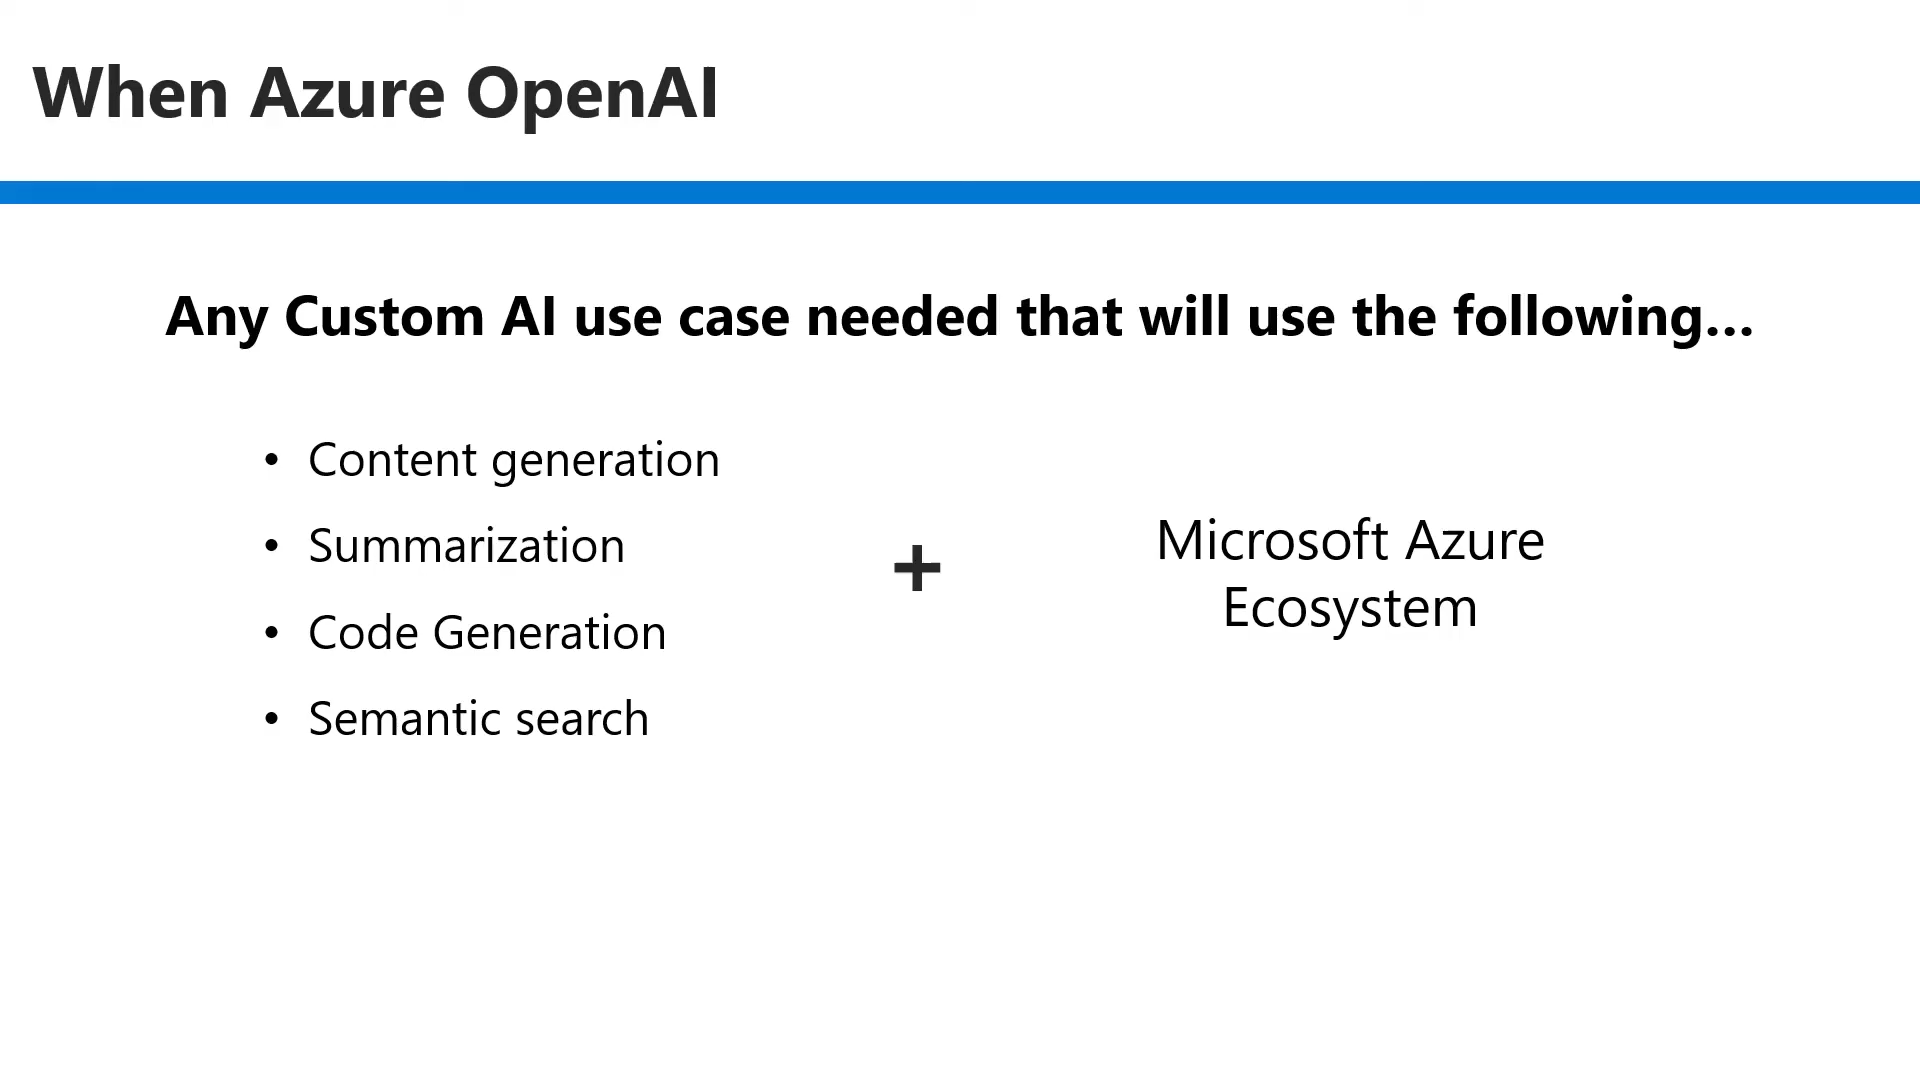 When Azure OpenAI
Any Custom AI use case needed that will use the following...
• Content generation
• Summarization
• Code Generation
• Semantic search
+
Microsoft Azure
Ecosystem